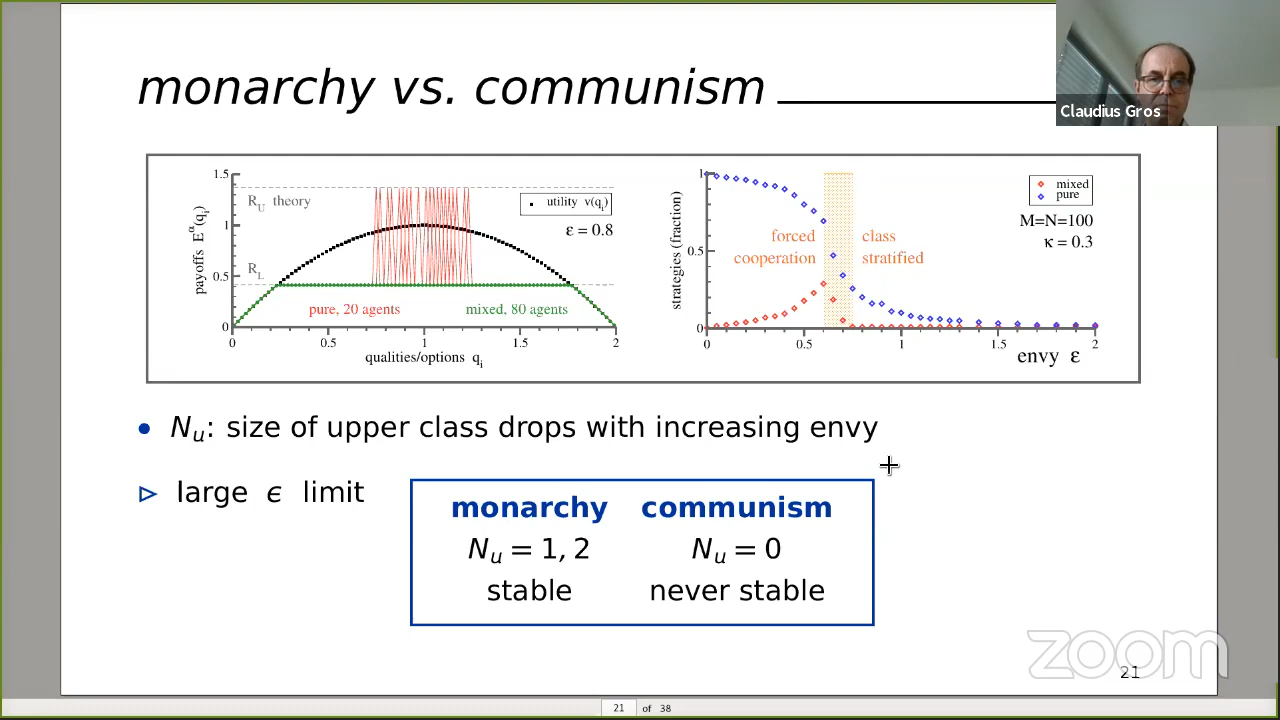 monarchy vs. communism
Claudius Gros
1.5
1
0.5
0
payoffs E^α(q_i)
R_U theory
R_L
utility v(q_i)
ε = 0.8
pure, 20 agents
mixed, 80 agents
0 0.5 1 1.5 2
qualities/options q_i
1
0.5
0
strategies (fraction)
mixed
pure
M=N=100
κ = 0.3
forced
cooperation
class
stratified
0 0.5 1 1.5 2
envy ε
• N_u: size of upper class drops with increasing envy
▷ large ϵ limit
monarchy communism
N_u = 1, 2 N_u = 0
stable never stable
zoom
21
21 of 38